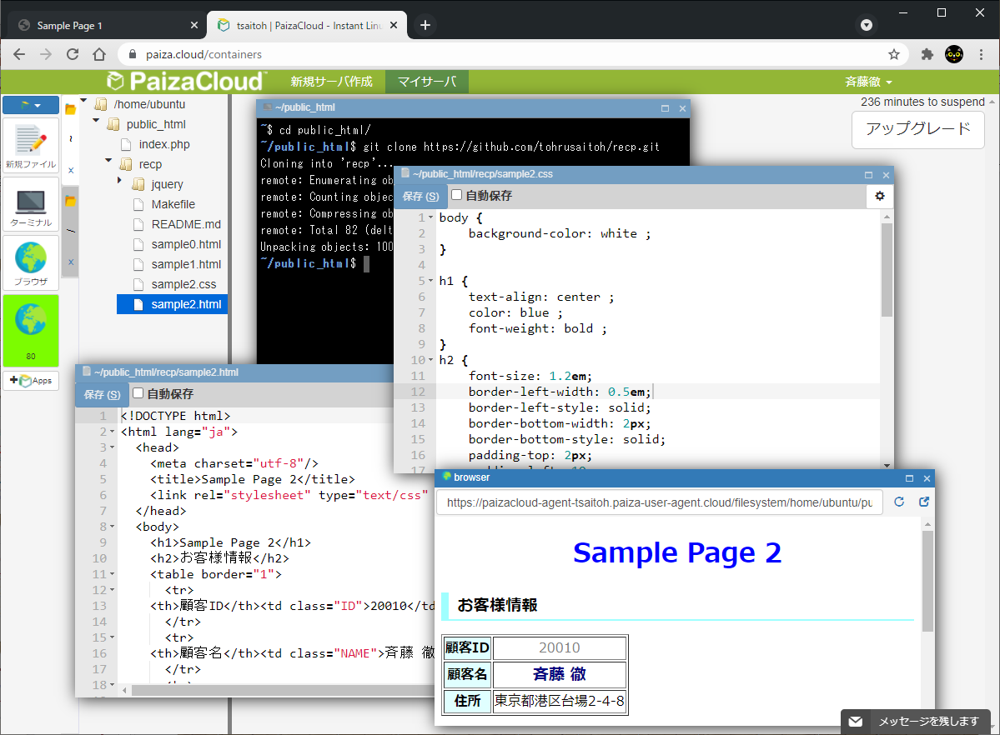 Sample Page 1
tsaitoh | PaizaCloud - Instant Linu
paiza.cloud/containers
PaizaCloud 新規サーバ作成 マイサーバ 斉藤徹
236 minutes to suspend
アップグレード
新規ファイル
ターミナル
ブラウザ
80
+ Apps
~ x
/ x
/home/ubuntu
public_html
index.php
recp
jquery
Makefile
README.md
sample0.html
sample1.html
sample2.css
sample2.html
~/public_html
~$ cd public_html/
~/public_html$ git clone https://github.com/tohrusaitoh/recp.git
Cloning into 'recp'...
remote: Enumerating ob
remote: Counting objec
remote: Compressing ob
remote: Total 82 (delt
Unpacking objects: 100
~/public_html$
~/public_html/recp/sample2.css
保存 (S) 自動保存
1 body {
2 background-color: white ;
3 }
4
5 h1 {
6 text-align: center ;
7 color: blue ;
8 font-weight: bold ;
9 }
10 h2 {
11 font-size: 1.2em;
12 border-left-width: 0.5em;
13 border-left-style: solid;
14 border-bottom-width: 2px;
15 border-bottom-style: solid;
16 padding-top: 2px;
17
~/public_html/recp/sample2.html
保存 (S) 自動保存
1 <!DOCTYPE html>
2 <html lang="ja">
3 <head>
4 <meta charset="utf-8"/>
5 <title>Sample Page 2</title>
6 <link rel="stylesheet" type="text/css"
7 </head>
8 <body>
9 <h1>Sample Page 2</h1>
10 <h2>お客様情報</h2>
11 <table border="1">
12 <tr>
13 <th>顧客ID</th><td class="ID">20010</td
14 </tr>
15 <tr>
16 <th>顧客名</th><td class="NAME">斉藤 徹
17 </tr>
18
browser
https://paizacloud-agent-tsaitoh.paiza-user-agent.cloud/filesystem/home/ubuntu/pu
Sample Page 2
お客様情報
顧客ID 20010
顧客名 斉藤 徹
住所 東京都港区台場2-4-8
メッセージを残します